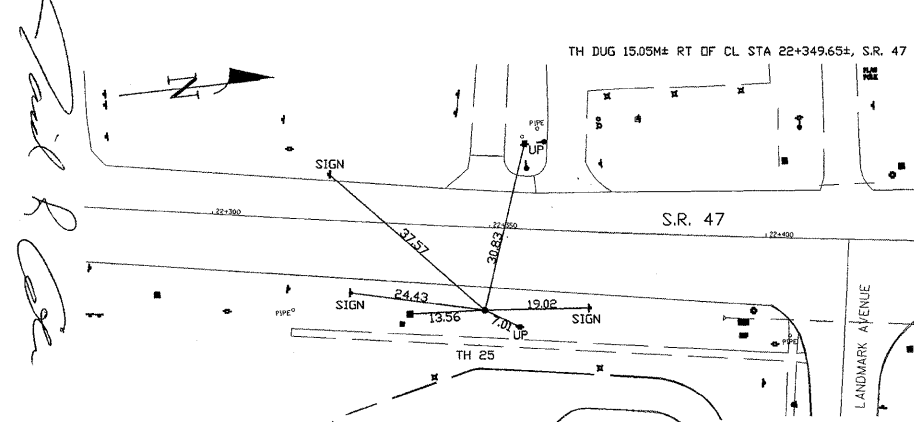 TH DUG 15.05M± RT OF CL STA 22+349.65±, S.R. 47
N
PIPE
UP
SIGN
22+300
22+350
S.R. 47
22+400
37.57
30.83
24.43
SIGN
13.56
19.02
SIGN
7.01
UP
PIPE
PIPE
TH 25
LANDMARK AVENUE